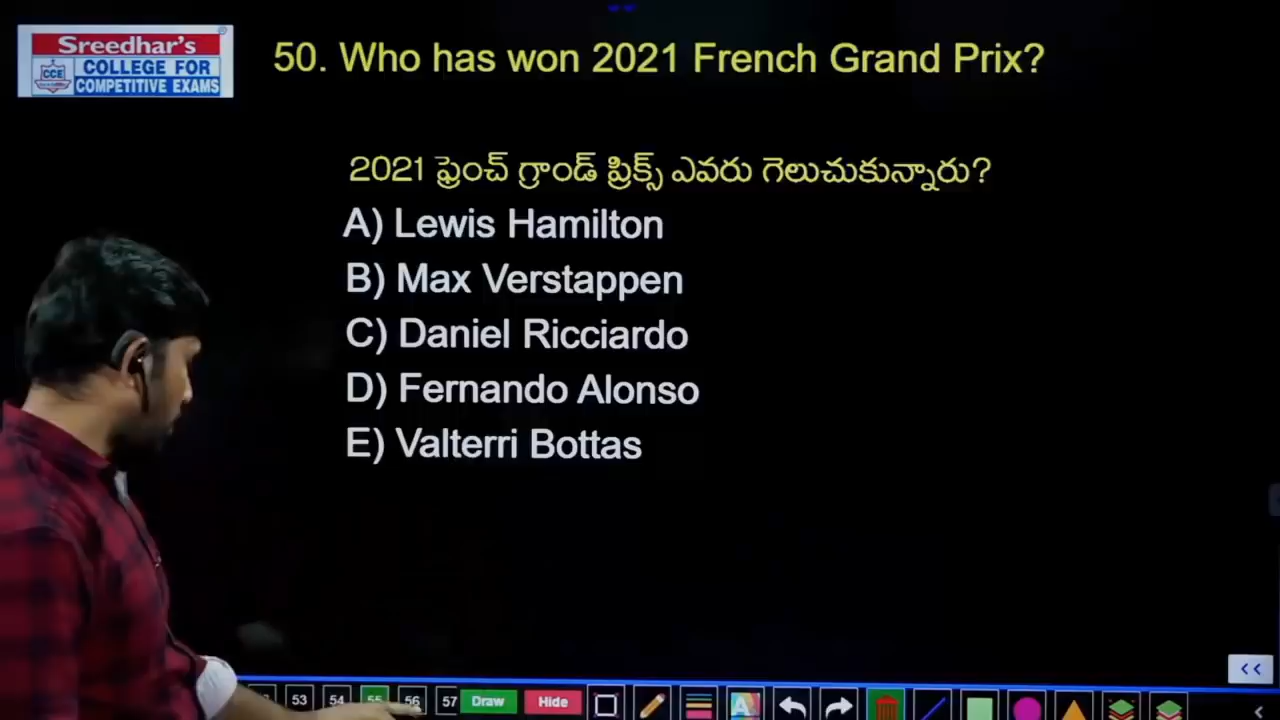 Sreedhar's
CCE
COLLEGE FOR
COMPETITIVE EXAMS
50. Who has won 2021 French Grand Prix?
2021 ఫ్రెంచ్ గ్రాండ్ ప్రిక్స్ ఎవరు గెలుచుకున్నారు?
A) Lewis Hamilton
B) Max Verstappen
C) Daniel Ricciardo
D) Fernando Alonso
E) Valterri Bottas
53 54 55 56 57 Draw Hide